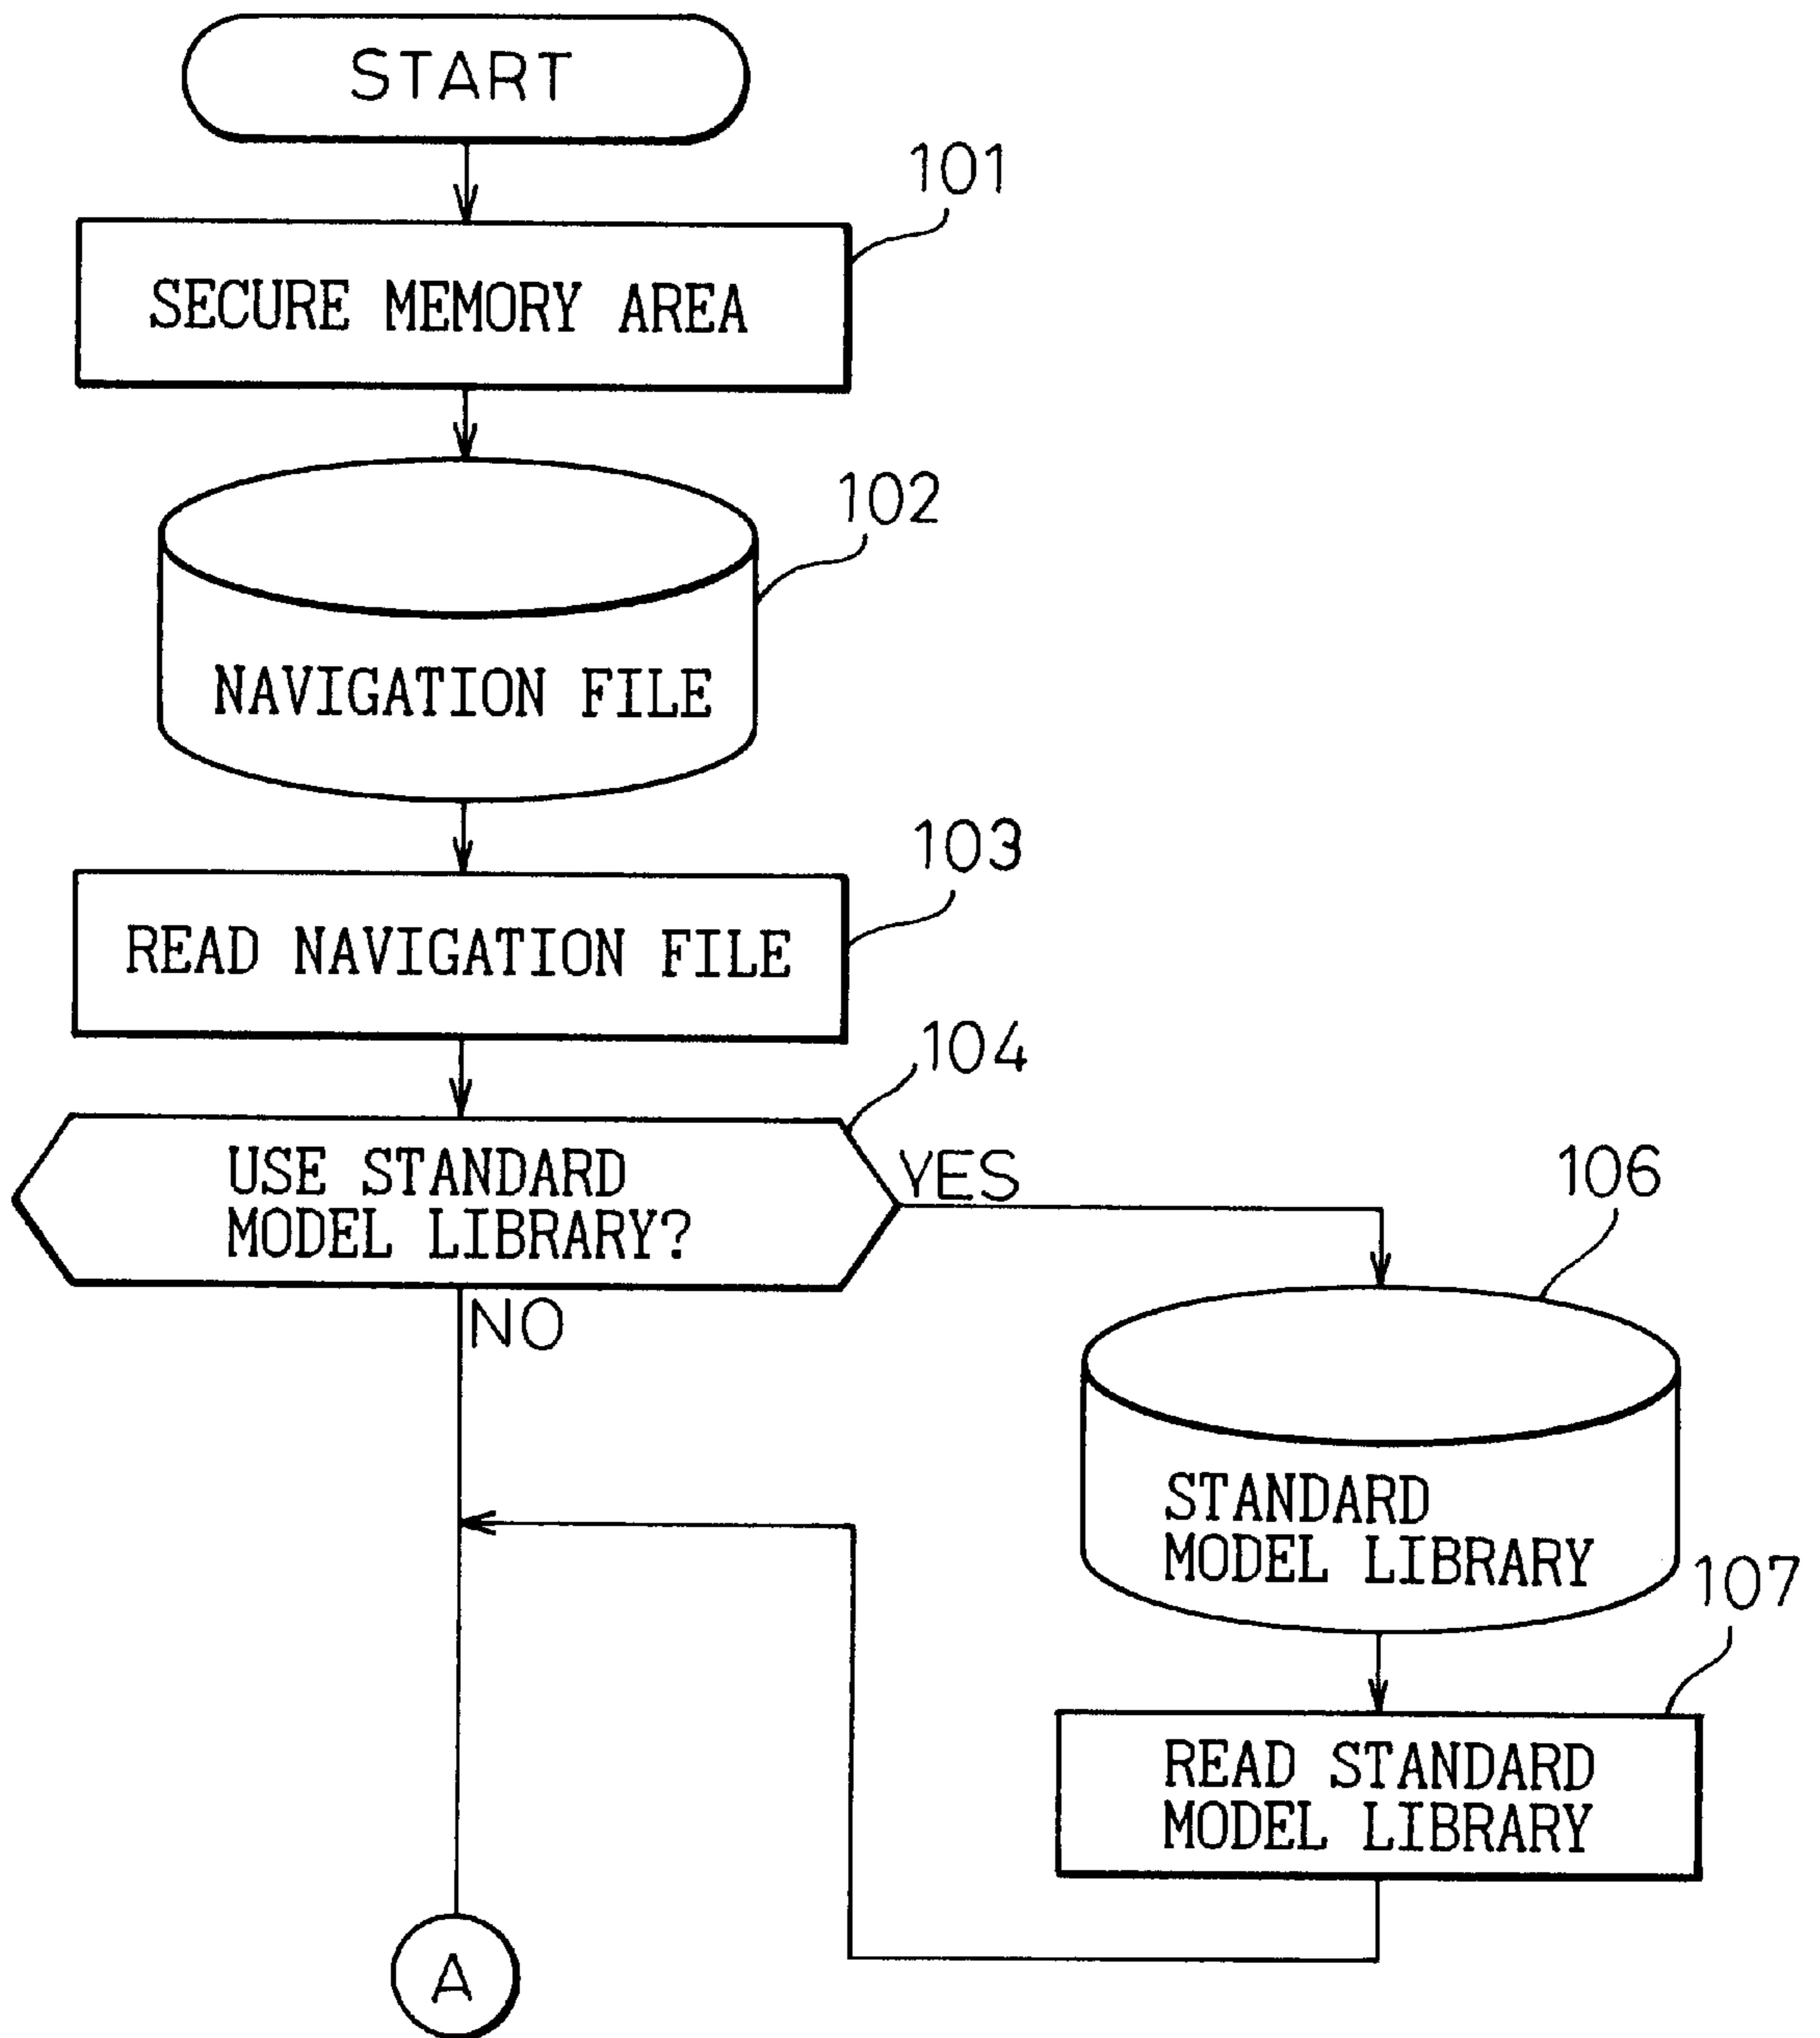 START
101
SECURE MEMORY AREA
102
NAVIGATION FILE
103
READ NAVIGATION FILE
104
USE STANDARD
MODEL LIBRARY?
YES
NO
106
STANDARD
MODEL LIBRARY
107
READ STANDARD
MODEL LIBRARY
A